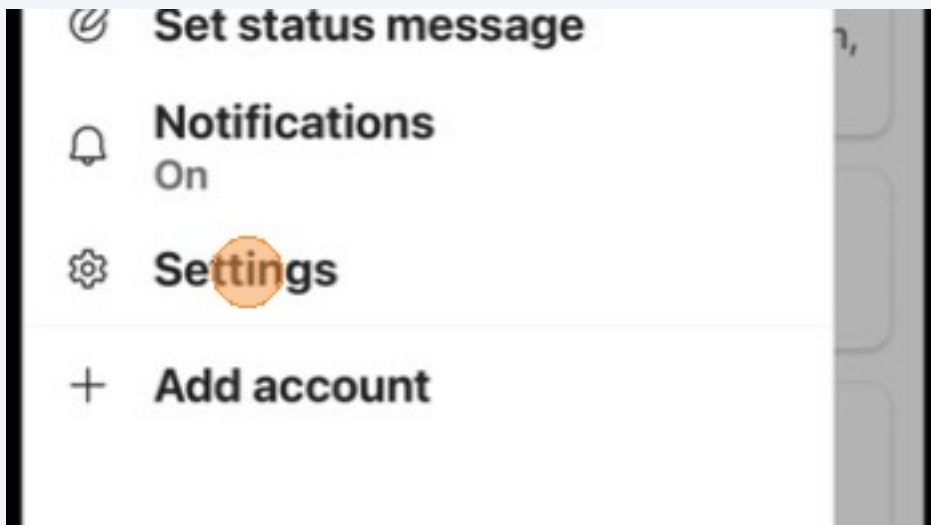 Set status message
Notifications
On
Settings
Add account